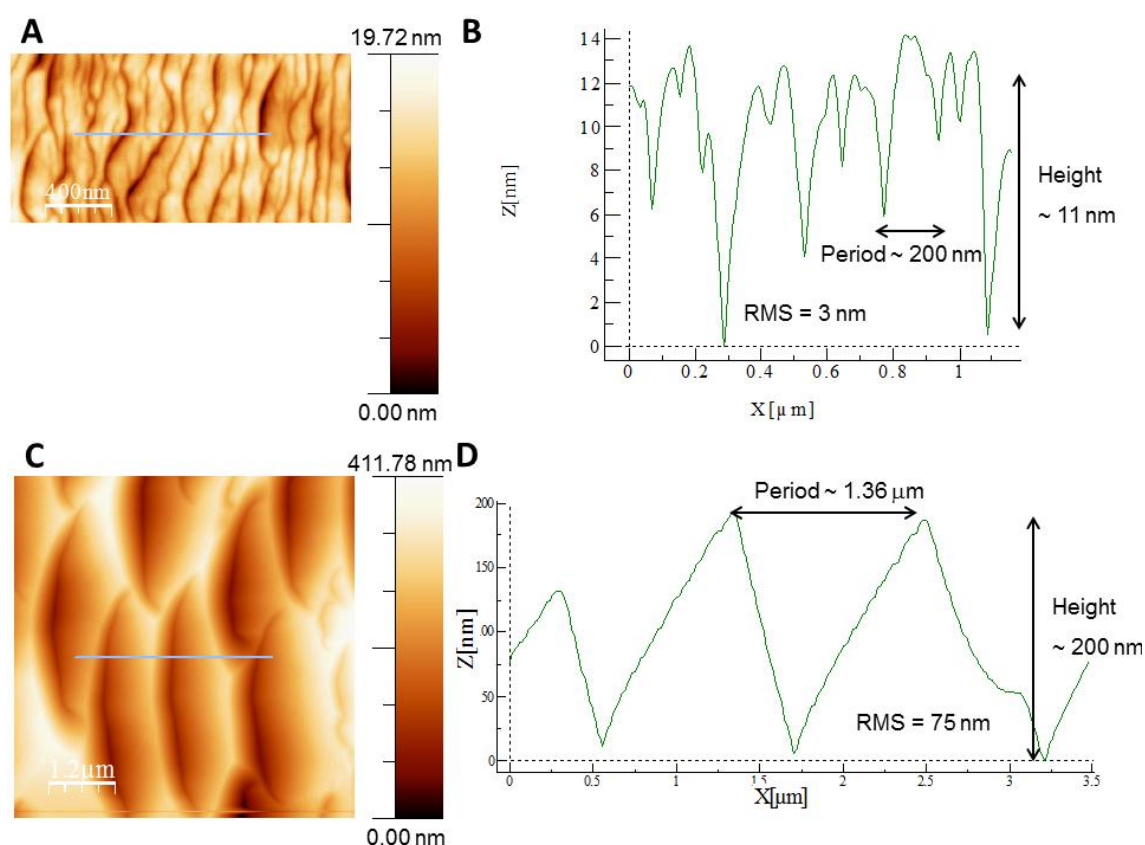 A
19.72 nm
400nm
0.00 nm
B
14
12
10
8
6
4
2
0
Z[nm]
Height
~ 11 nm
Period ~ 200 nm
RMS = 3 nm
0 0.2 0.4 0.6 0.8 1
X[µm]
C
411.78 nm
1.2µm
0.00 nm
D
200
150
100
50
0
Z[nm]
Period ~ 1.36 µm
Height
~ 200 nm
RMS = 75 nm
0 0.5 1 1.5 2 2.5 3 3.5
X[µm]